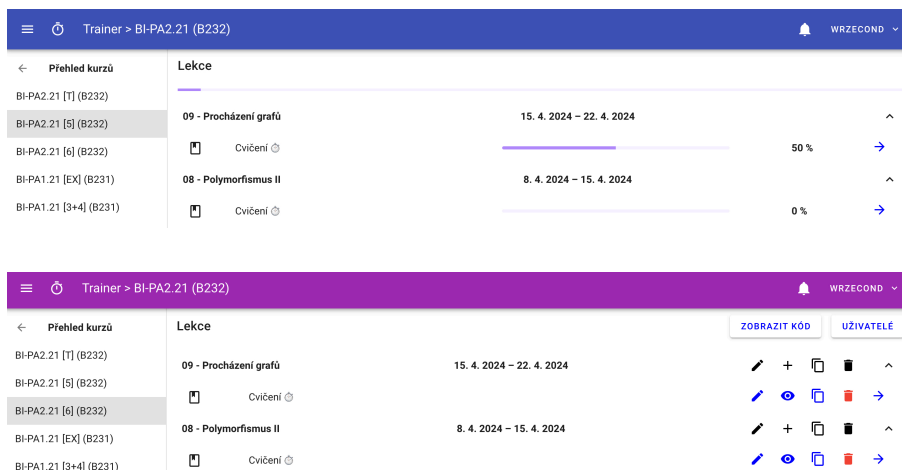 Trainer > BI-PA2.21 (B232)
WRZECOND
Přehled kurzů
BI-PA2.21 [T] (B232)
BI-PA2.21 [5] (B232)
BI-PA2.21 [6] (B232)
BI-PA1.21 [EX] (B231)
BI-PA1.21 [3+4] (B231)
Lekce
09 - Procházení grafů 15. 4. 2024 – 22. 4. 2024
Cvičení 50 %
08 - Polymorfismus II 8. 4. 2024 – 15. 4. 2024
Cvičení 0 %
Trainer > BI-PA2.21 (B232)
WRZECOND
Přehled kurzů
BI-PA2.21 [T] (B232)
BI-PA2.21 [5] (B232)
BI-PA2.21 [6] (B232)
BI-PA1.21 [EX] (B231)
BI-PA1.21 [3+4] (B231)
Lekce
ZOBRAZIT KÓD UŽIVATELÉ
09 - Procházení grafů 15. 4. 2024 – 22. 4. 2024
Cvičení
08 - Polymorfismus II 8. 4. 2024 – 15. 4. 2024
Cvičení